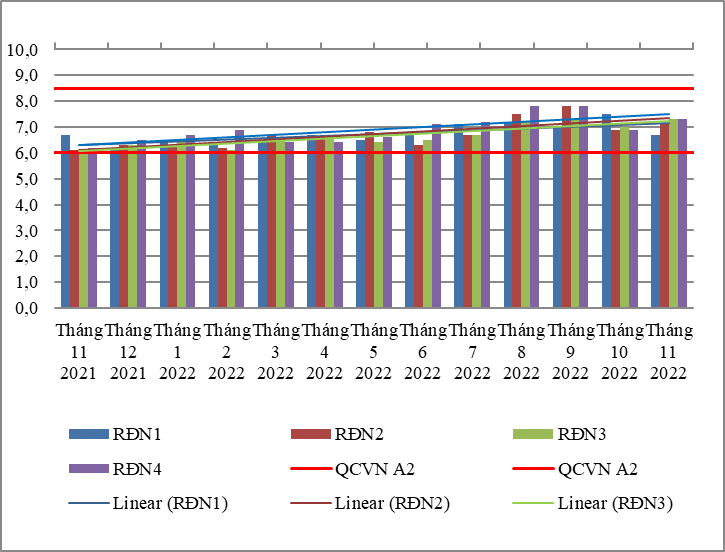 10,0
9,0
8,0
7,0
6,0
5,0
4,0
3,0
2,0
1,0
0,0
Tháng Tháng Tháng Tháng Tháng Tháng Tháng Tháng Tháng Tháng Tháng Tháng Tháng
11 12 1 2 3 4 5 6 7 8 9 10 11
2021 2021 2022 2022 2022 2022 2022 2022 2022 2022 2022 2022 2022
RĐN1 RĐN2 RĐN3
RĐN4 QCVN A2 QCVN A2
Linear (RĐN1) Linear (RĐN2) Linear (RĐN3)